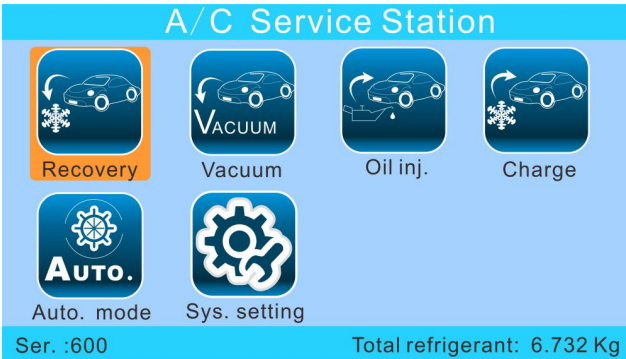 A/C Service Station
VACUUM
Recovery Vacuum Oil inj. Charge
AUTO.
Auto. mode Sys. setting
Ser. :600 Total refrigerant: 6.732 Kg